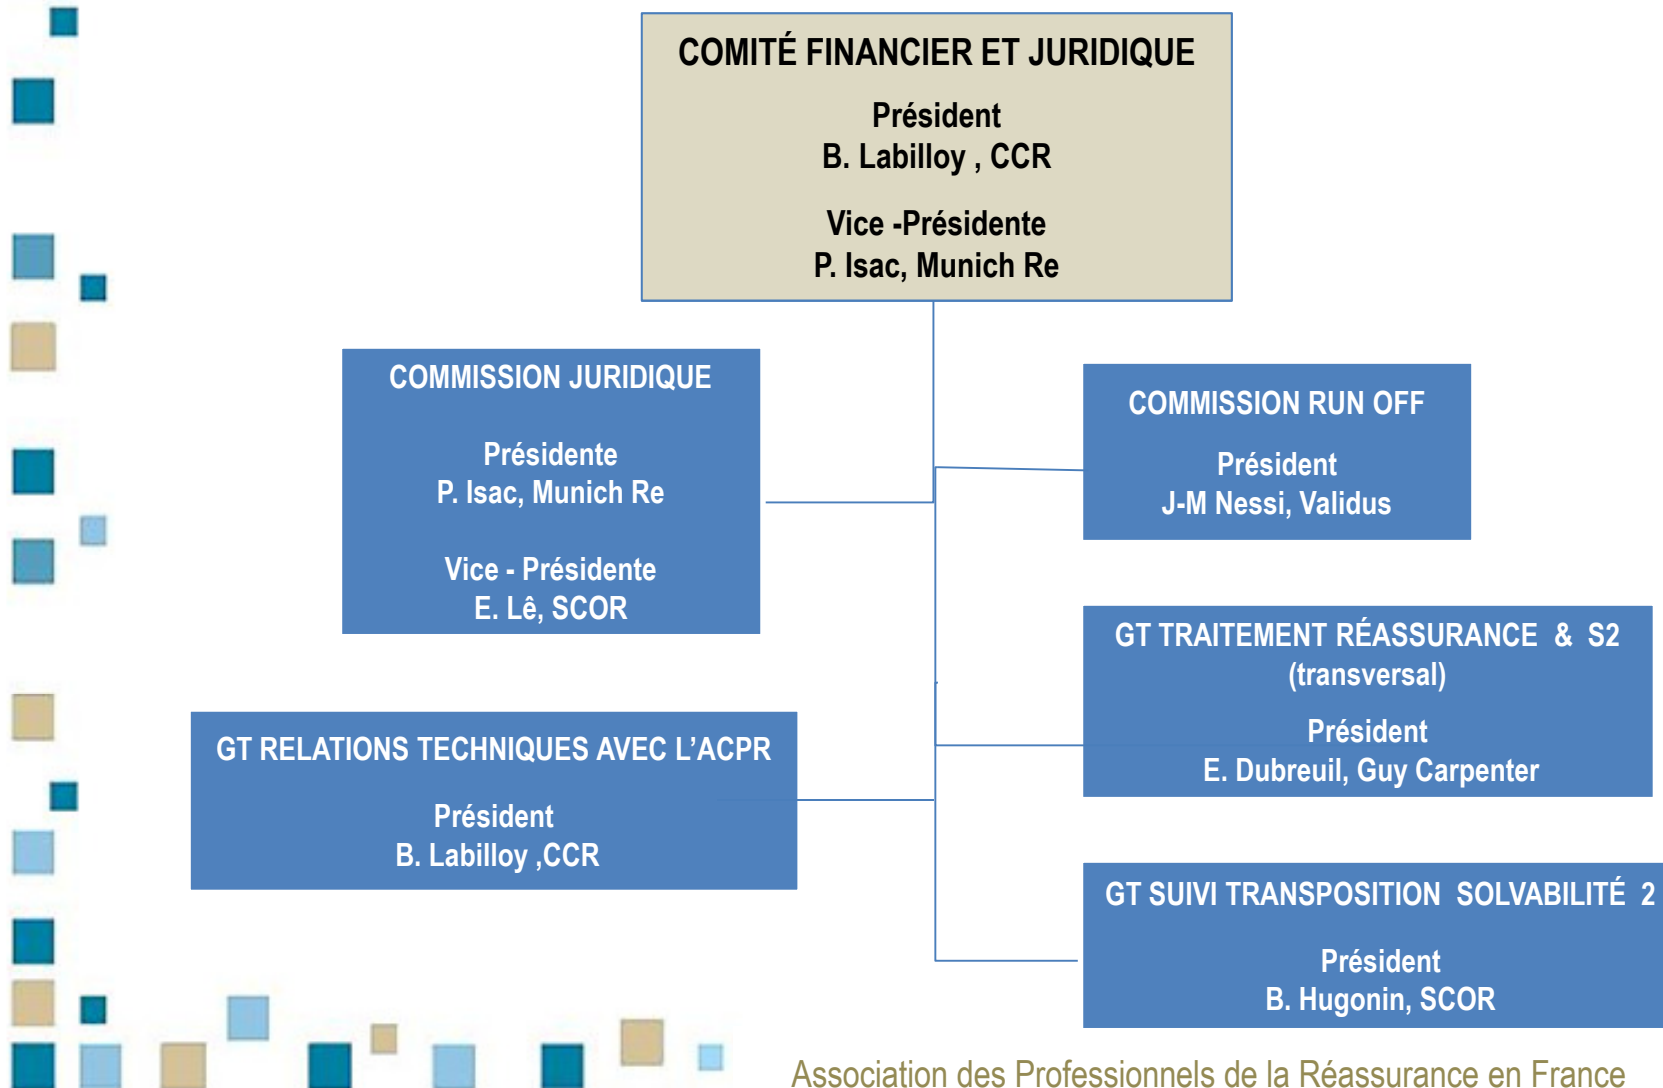 COMITÉ FINANCIER ET JURIDIQUE
Président
B. Labilloy , CCR
Vice -Présidente
P. Isac, Munich Re
COMMISSION JURIDIQUE
Présidente
P. Isac, Munich Re
Vice - Présidente
E. Lê, SCOR
COMMISSION RUN OFF
Président
J-M Nessi, Validus
GT TRAITEMENT RÉASSURANCE & S2
(transversal)
Président
E. Dubreuil, Guy Carpenter
GT RELATIONS TECHNIQUES AVEC L’ACPR
Président
B. Labilloy ,CCR
GT SUIVI TRANSPOSITION SOLVABILITÉ 2
Président
B. Hugonin, SCOR
Association des Professionnels de la Réassurance en France